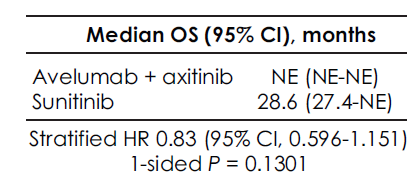 Median OS (95% CI), months
Avelumab + axitinib NE (NE-NE)
Sunitinib 28.6 (27.4-NE)
Stratified HR 0.83 (95% CI, 0.596-1.151)
1-sided P = 0.1301